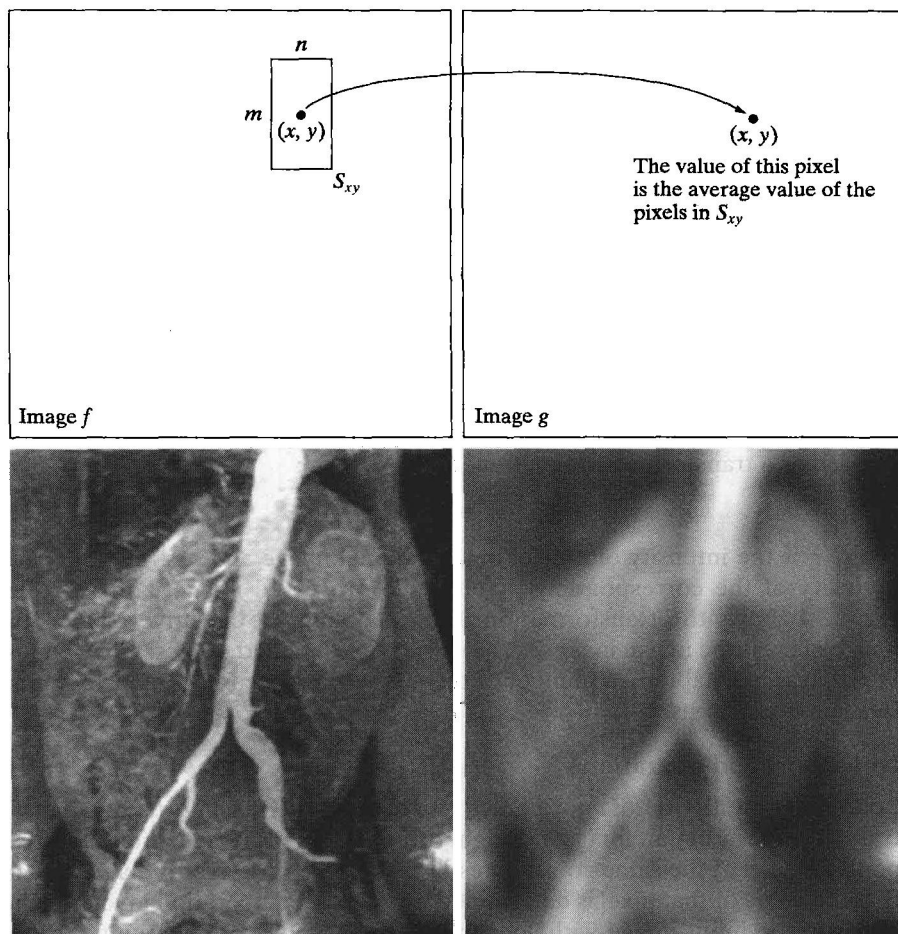 n
m
(x, y)
S_xy
Image f
(x, y)
The value of this pixel
is the average value of the
pixels in S_xy
Image g